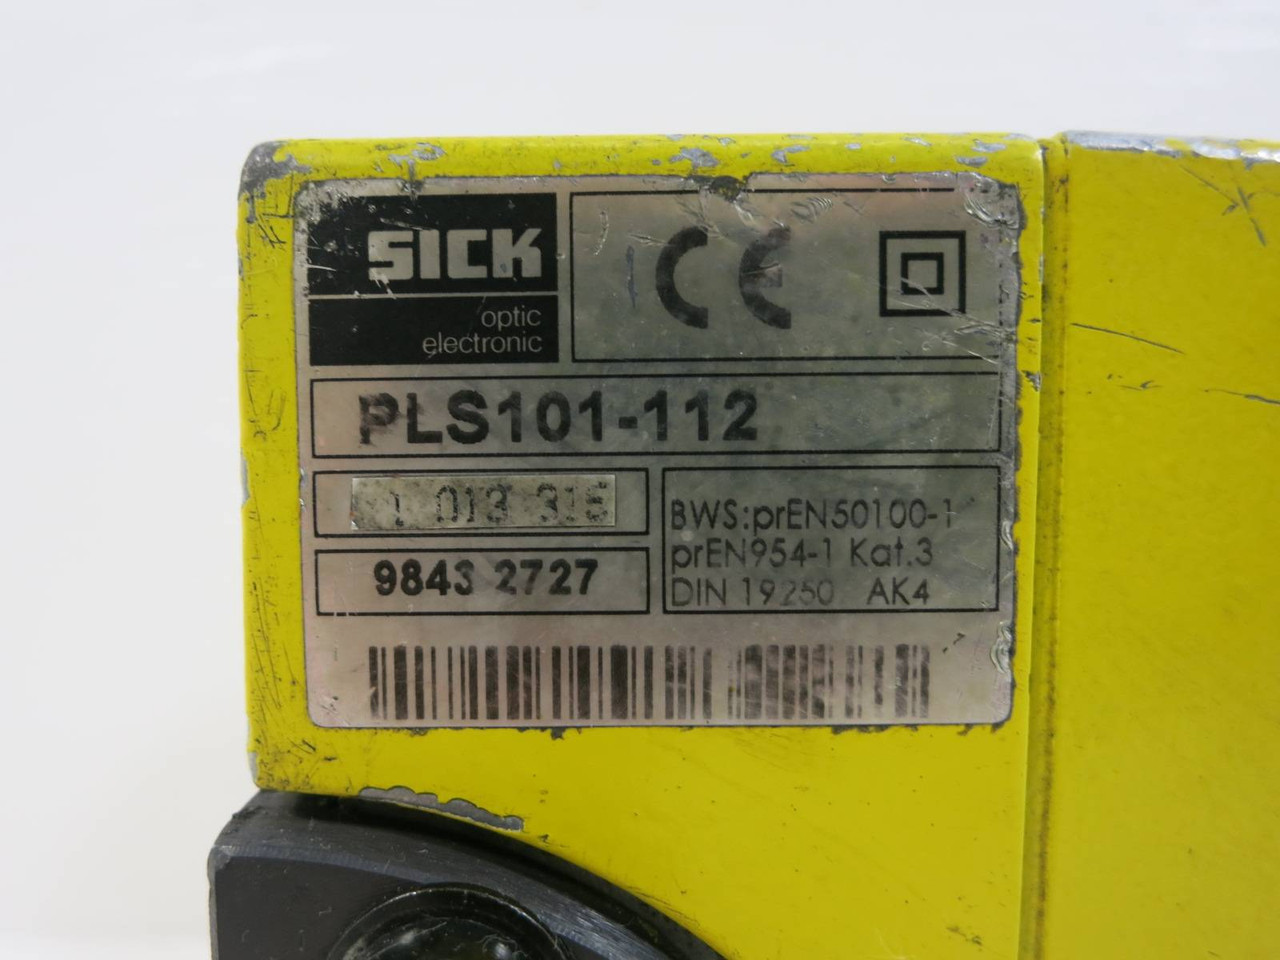 SICK
optic
electronic
CE
PLS101-112
1 013 315
9843 2727
BWS:prEN50100-1
prEN954-1 Kat.3
DIN 19250 AK4